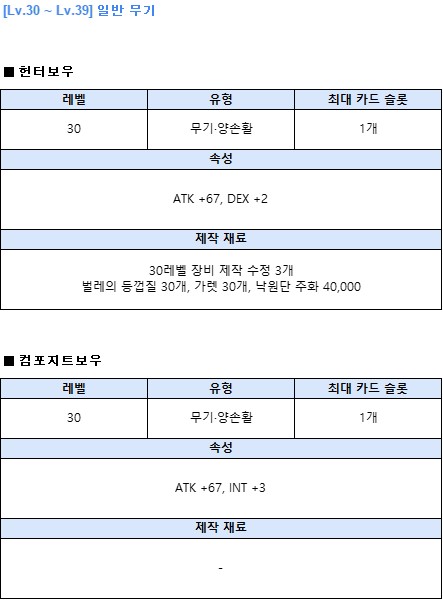 [Lv.30 ~ Lv.39] 일반 무기
■ 헌터보우
레벨 유형 최대 카드 슬롯
30 무기·양손활 1개
속성
ATK +67, DEX +2
제작 재료
30레벨 장비 제작 수정 3개
벌레의 등껍질 30개, 가렛 30개, 낙원단 주화 40,000
■ 컴포지트보우
레벨 유형 최대 카드 슬롯
30 무기·양손활 1개
속성
ATK +67, INT +3
제작 재료
-